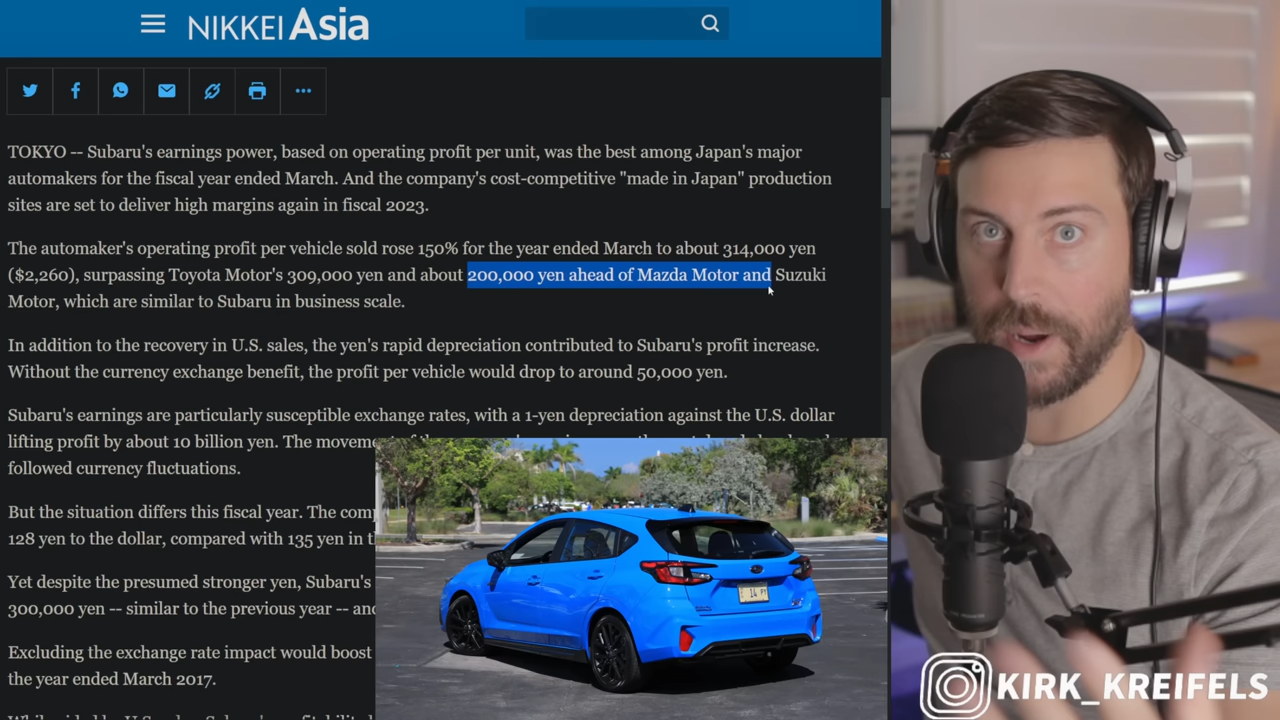 NIKKEI Asia
TOKYO -- Subaru's earnings power, based on operating profit per unit, was the best among Japan's major
automakers for the fiscal year ended March. And the company's cost-competitive "made in Japan" production
sites are set to deliver high margins again in fiscal 2023.
The automaker's operating profit per vehicle sold rose 150% for the year ended March to about 314,000 yen
($2,260), surpassing Toyota Motor's 309,000 yen and about 200,000 yen ahead of Mazda Motor and Suzuki
Motor, which are similar to Subaru in business scale.
In addition to the recovery in U.S. sales, the yen's rapid depreciation contributed to Subaru's profit increase.
Without the currency exchange benefit, the profit per vehicle would drop to around 50,000 yen.
Subaru's earnings are particularly susceptible exchange rates, with a 1-yen depreciation against the U.S. dollar
lifting profit by about 10 billion yen. The
followed currency fluctuations.
But the situation differs this fiscal year. The
128 yen to the dollar, compared with 135 yen in
Yet despite the presumed stronger yen, Subaru's
300,000 yen -- similar to the previous year --
Excluding the exchange rate impact would boost
the year ended March 2017.
KIRK_KREIFELS